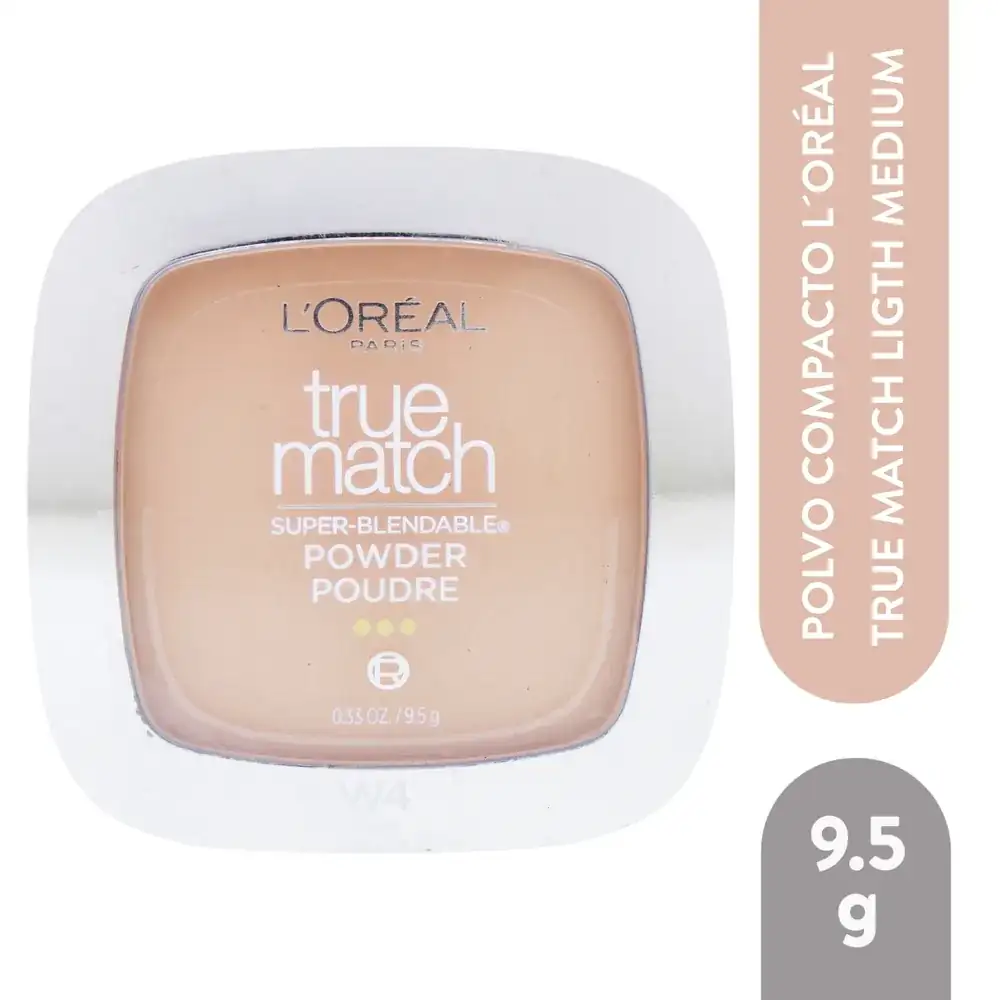 L'ORÉAL
PARIS
true
match
SUPER-BLENDABLE®
POWDER
POUDRE
R
0.33 OZ. / 9.5 g
W4
POLVO COMPACTO L´ORÉAL
TRUE MATCH LIGTH MEDIUM
9.5
g